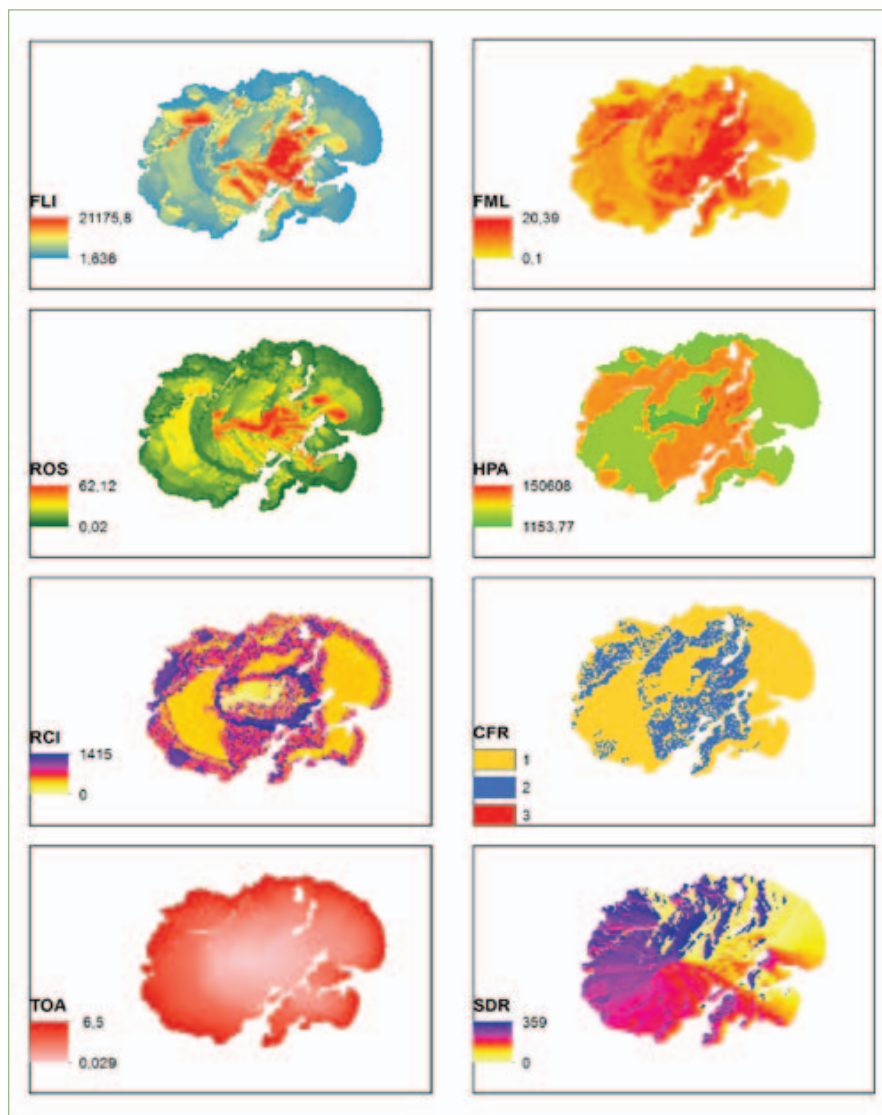 FLI
21175,8
1,636
FML
20,39
0,1
ROS
62,12
0,02
HPA
150608
1153,77
RCI
1415
0
CFR
1
2
3
TOA
6,5
0,029
SDR
359
0